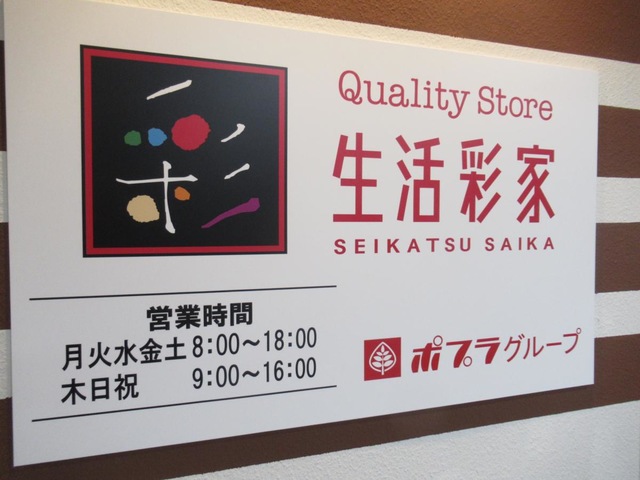 彩
Quality Store
生活彩家
SEIKATSU SAIKA
営業時間
月火水金土 8:00～18:00
木日祝 9:00～16:00
ポプラグループ